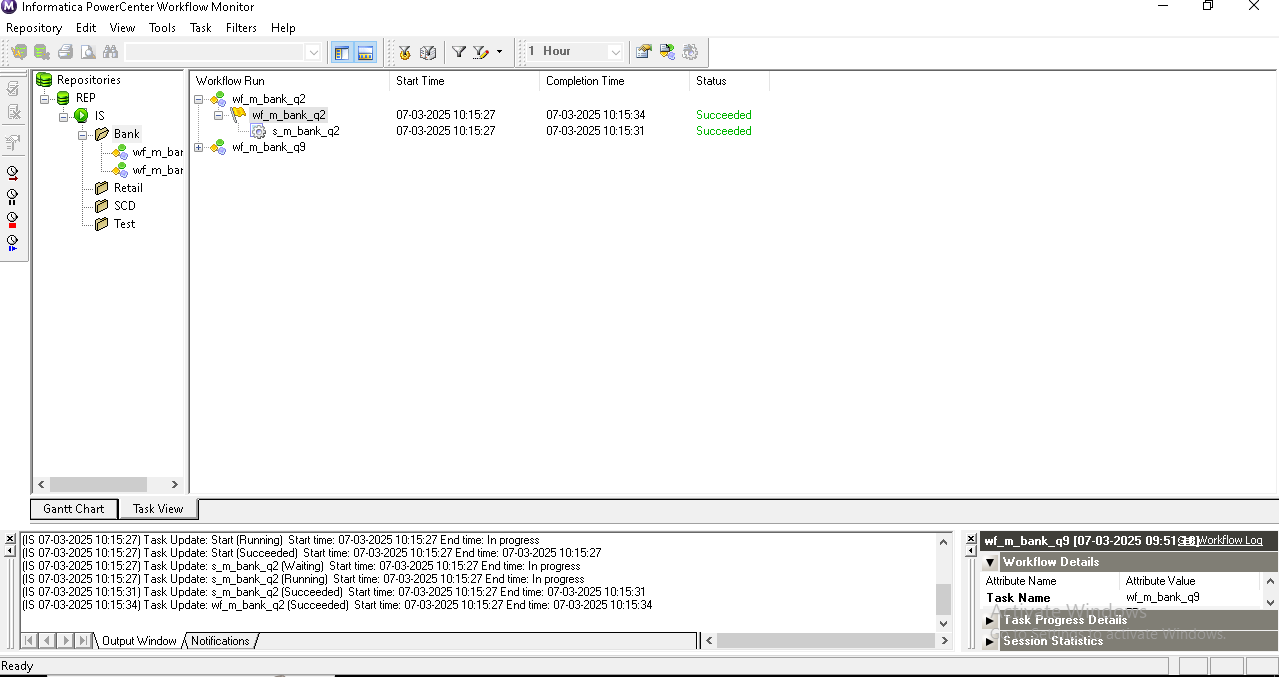 Informatica PowerCenter Workflow Monitor
Repository Edit View Tools Task Filters Help
1 Hour
Repositories
REP
IS
Bank
wf_m_bar
wf_m_bar
Retail
SCD
Test
Workflow Run Start Time Completion Time Status
wf_m_bank_q2
wf_m_bank_q2 07-03-2025 10:15:27 07-03-2025 10:15:34 Succeeded
s_m_bank_q2 07-03-2025 10:15:27 07-03-2025 10:15:31 Succeeded
wf_m_bank_q9
Gantt Chart Task View
(IS 07-03-2025 10:15:27) Task Update: Start (Running) Start time: 07-03-2025 10:15:27 End time: In progress
(IS 07-03-2025 10:15:27) Task Update: Start (Succeeded) Start time: 07-03-2025 10:15:27 End time: 07-03-2025 10:15:27
(IS 07-03-2025 10:15:27) Task Update: s_m_bank_q2 (Running) Start time: 07-03-2025 10:15:27 End time: In progress
(IS 07-03-2025 10:15:27) Task Update: s_m_bank_q2 (Running) Start time: 07-03-2025 10:15:27 End time: In progress
(IS 07-03-2025 10:15:31) Task Update: s_m_bank_q2 (Succeeded) Start time: 07-03-2025 10:15:27 End time: 07-03-2025 10:15:31
(IS 07-03-2025 10:15:34) Task Update: wf_m_bank_q2 (Succeeded) Start time: 07-03-2025 10:15:27 End time: 07-03-2025 10:15:34
Output Window Notifications
wf_m_bank_q9 [07-03-2025 09:51 Workflow Log
Workflow Details
Attribute Name Attribute Value
Task Name wf_m_bank_q9
Activate Windows
Task Progress Details
Go to Settings to activate Windows.
Session Statistics
Ready